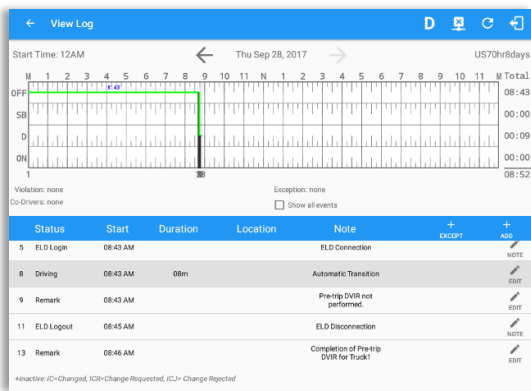 View Log
D
Start Time: 12AM
Thu Sep 28, 2017
US70hr8days
M 1 2 3 4 5 6 7 8 9 10 11 N 1 2 3 4 5 6 7 8 9 10 11 M Total
8:43
OFF 08:43
SB 00:00
D 00:09
ON 00:00
1 08:52
Violation: none
Exception: none
Co-Drivers: none
Show all events
Status Start Duration Location Note + EXCEPT + ADD
5 ELD Login 08:43 AM ELD Connection NOTE
8 Driving 08:43 AM 08m Automatic Transition EDIT
9 Remark 08:43 AM Pre-trip DVIR not
performed. EDIT
11 ELD Logout 08:45 AM ELD Disconnection NOTE
13 Remark 08:46 AM Completion of Pre-trip
DVIR for Truck1 EDIT
*Inactive: IC=Changed, ICR=Change Requested, ICJ= Change Rejected